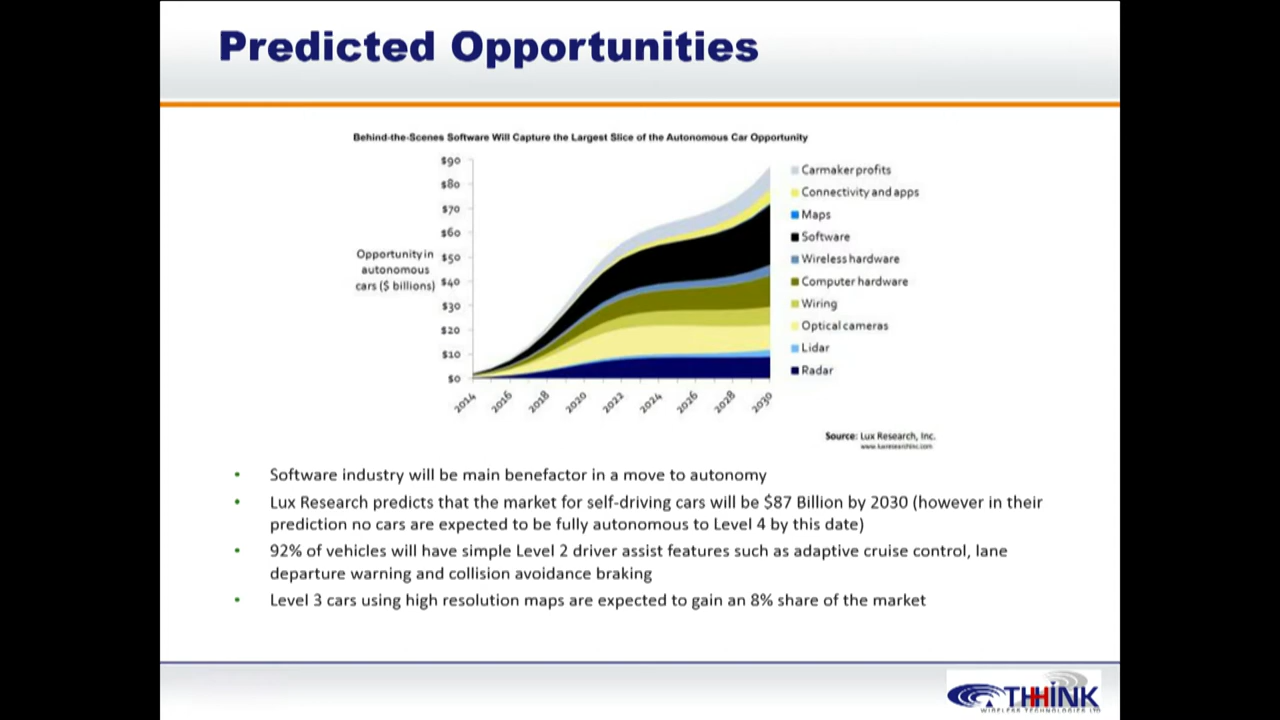 Predicted Opportunities
Behind-the-Scenes Software Will Capture the Largest Slice of the Autonomous Car Opportunity
Opportunity in
autonomous
cars ($ billions)
$90
$80
$70
$60
$50
$40
$30
$20
$10
$0
2014 2016 2018 2020 2022 2024 2026 2028 2030
Carmaker profits
Connectivity and apps
Maps
Software
Wireless hardware
Computer hardware
Wiring
Optical cameras
Lidar
Radar
Source: Lux Research, Inc.
www.luxresearchinc.com
• Software industry will be main benefactor in a move to autonomy
• Lux Research predicts that the market for self-driving cars will be $87 Billion by 2030 (however in their
prediction no cars are expected to be fully autonomous to Level 4 by this date)
• 92% of vehicles will have simple Level 2 driver assist features such as adaptive cruise control, lane
departure warning and collision avoidance braking
• Level 3 cars using high resolution maps are expected to gain an 8% share of the market
THHINK
WIRELESS TECHNOLOGIES LTD